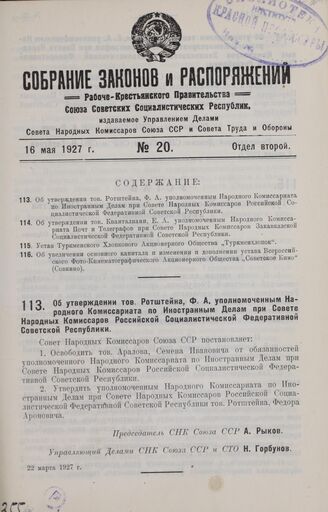 СОБРАНИЕ ЗАКОНОВ и РАСПОРЯЖЕНИЙ
Рабоче-Крестьянского Правительства
Союза Советских Социалистических Республик,
издаваемое Управлением Делами
Совета Народных Комиссаров Союза ССР и Совета Труда и Обороны
16 мая 1927 г. № 20. Отдел второй.
СОДЕРЖАНИЕ:
113. Об утверждении тов. Ротштейна, Ф. А. уполномоченным Народного Комиссариата
по Иностранным Делам при Совете Народных Комиссаров Российской Со-
циалистической Федеративной Советской Республики.
114. Об утверждении тов. Кванталиани, Е. А. уполномоченным Народного Комисса-
риата Почт и Телеграфов при Совете Народных Комиссаров Закавказской
Социалистической Федеративной Советской Республики.
115. Устав Туркменского Хлопкового Акционерного Общества „Туркменхлопок".
116. Об увеличении основного капитала и изменении и дополнении устава Всероссий-
ского Фото-Кинематографического Акционерного Общества „Советское Кино"
(Совкино).
113. Об утверждении тов. Ротштейна, Ф. А. уполномоченным На-
родного Комиссариата по Иностранным Делам при Совете
Народных Комиссаров Российской Социалистической Федеративной
Советской Республики.
Совет Народных Комиссаров Союза ССР постановляет:
1. Освободить тов. Аралова, Семена Ивановича от обязанностей
уполномоченного Народного Комиссариата по Иностранным Делам при
Совете Народных Комиссаров Российской Социалистической Федера-
тивной Советской Республики.
2. Утвердить уполномоченным Народного Комиссариата по Ино-
странным Делам при Совете Народных Комиссаров Российской Социали-
стической Федеративной Советской Республики тов. Ротштейна, Федора
Ароновича.
Председатель СНК Союза ССР А. Рыков.
Управляющий Делами СНК Союза ССР и СТО Н. Горбунов.
22 марта 1927 г.